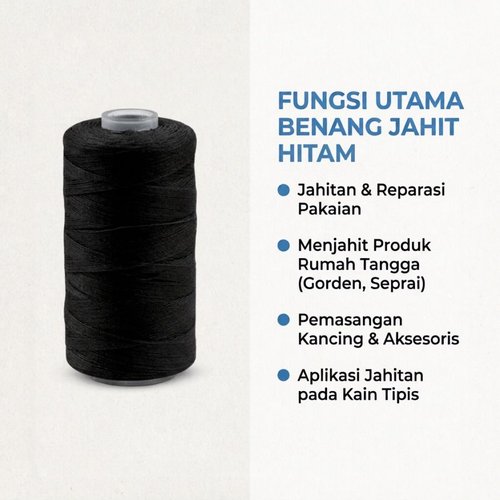 FUNGSI UTAMA
BENANG JAHIT
HITAM
Jahitan & Reparasi
Pakaian
Menjahit Produk
Rumah Tangga
(Gorden, Seprai)
Pemasangan
Kancing & Aksesoris
Aplikasi Jahitan
pada Kain Tipis